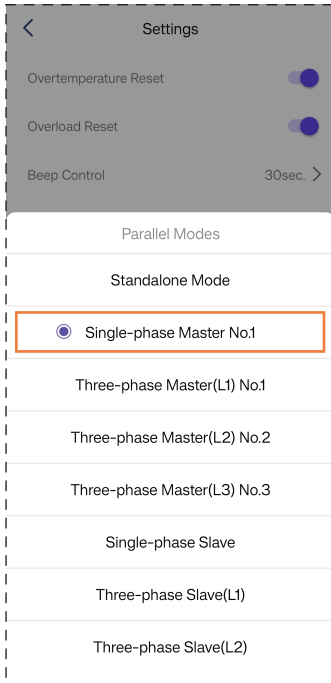 Settings
Overtemperature Reset
Overload Reset
Beep Control 30sec.
Parallel Modes
Standalone Mode
Single-phase Master No.1
Three-phase Master(L1) No.1
Three-phase Master(L2) No.2
Three-phase Master(L3) No.3
Single-phase Slave
Three-phase Slave(L1)
Three-phase Slave(L2)